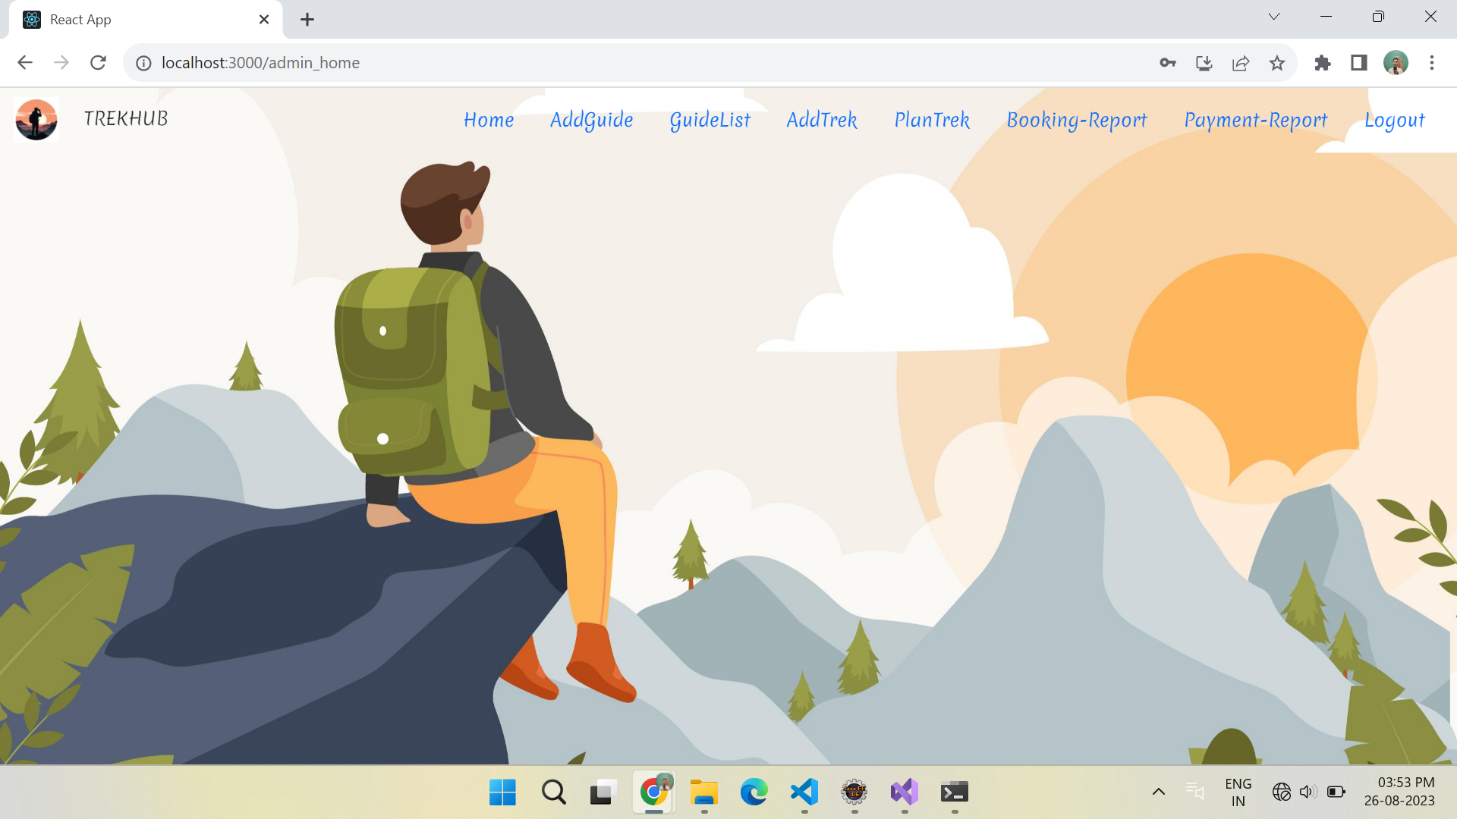 React App
localhost:3000/admin_home
TREKHUB Home AddGuide GuideList AddTrek PlanTrek Booking-Report Payment-Report Logout
ENG 03:53 PM
IN 26-08-2023